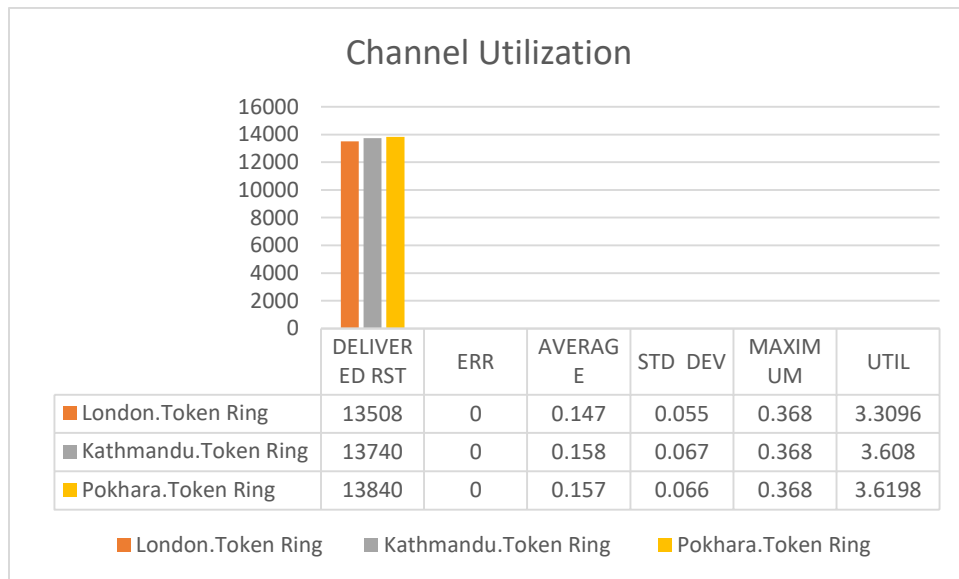 Channel Utilization
16000
14000
12000
10000
8000
6000
4000
2000
0
DELIVER
ED RST
ERR
AVERAG
E
STD DEV
MAXIM
UM
UTIL
London.Token Ring 13508 0 0.147 0.055 0.368 3.3096
Kathmandu.Token Ring 13740 0 0.158 0.067 0.368 3.608
Pokhara.Token Ring 13840 0 0.157 0.066 0.368 3.6198
London.Token Ring Kathmandu.Token Ring Pokhara.Token Ring